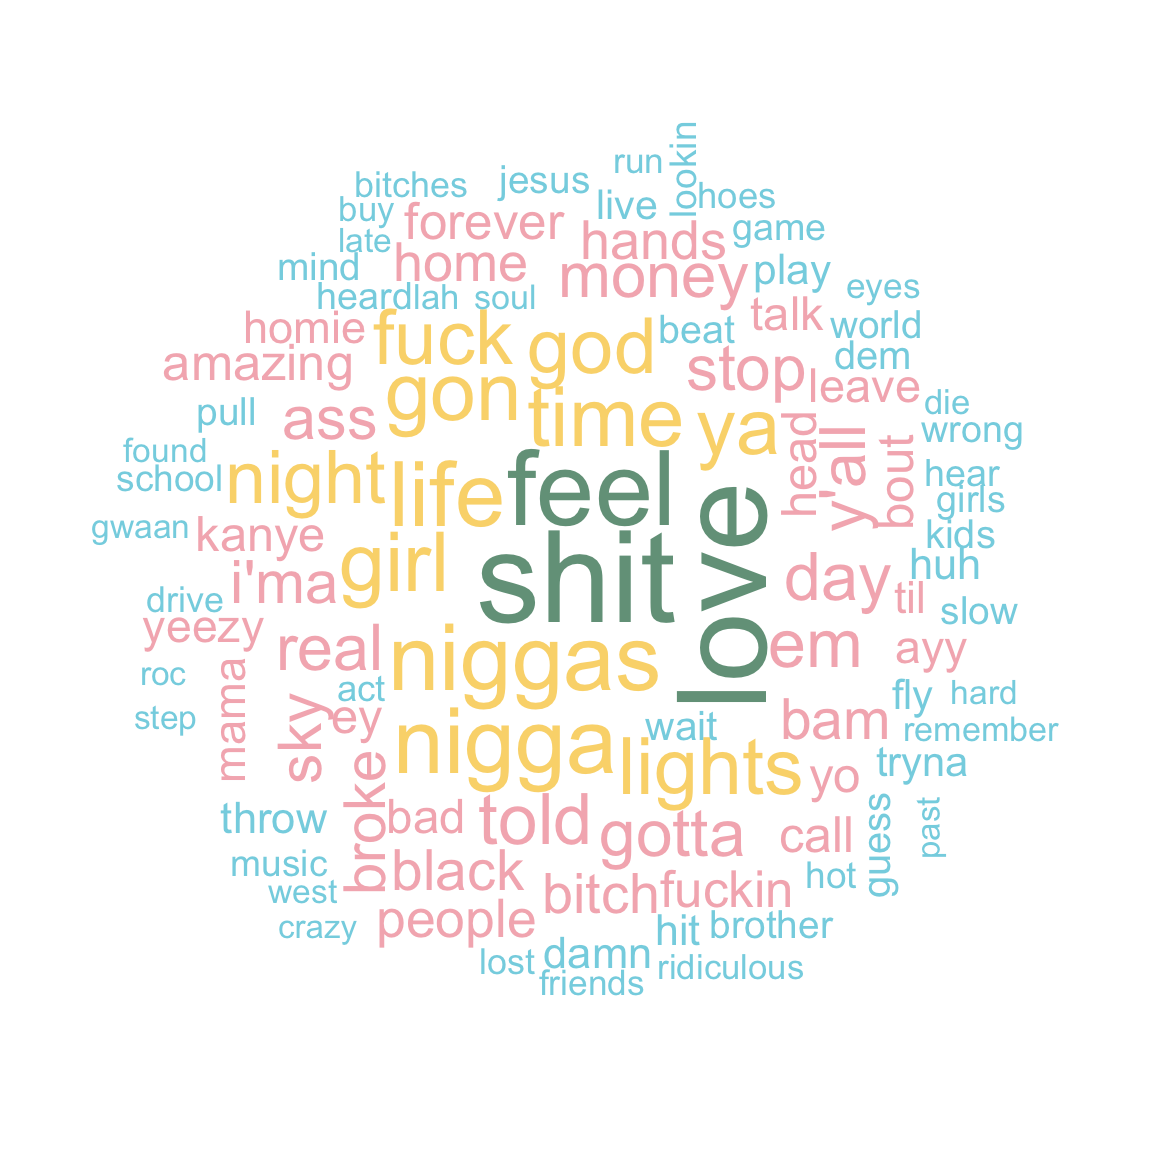 lookin
run
bitches
jesus
live
hoes
buy
forever
hands
game
late
home
money
play
mind
heard
lah
soul
eyes
homie
fuck
god
beat
talk
world
amazing
gon
stop
dem
leave
pull
ass
time
ya
die
wrong
found
school
night
life
feel
head
y'all
bout
hear
girls
gwaan
kanye
girl
shit
love
kids
i'ma
day
huh
drive
til
slow
yeezy
real
niggas
em
ayy
roc
mama
sky
act
fly
hard
step
ey
nigga
wait
bam
remember
lights
yo
tryna
throw
broke
bad
told
gotta
call
guess
past
music
black
hot
west
bitch
fuckin
crazy
people
hit
brother
lost
damn
ridiculous
friends